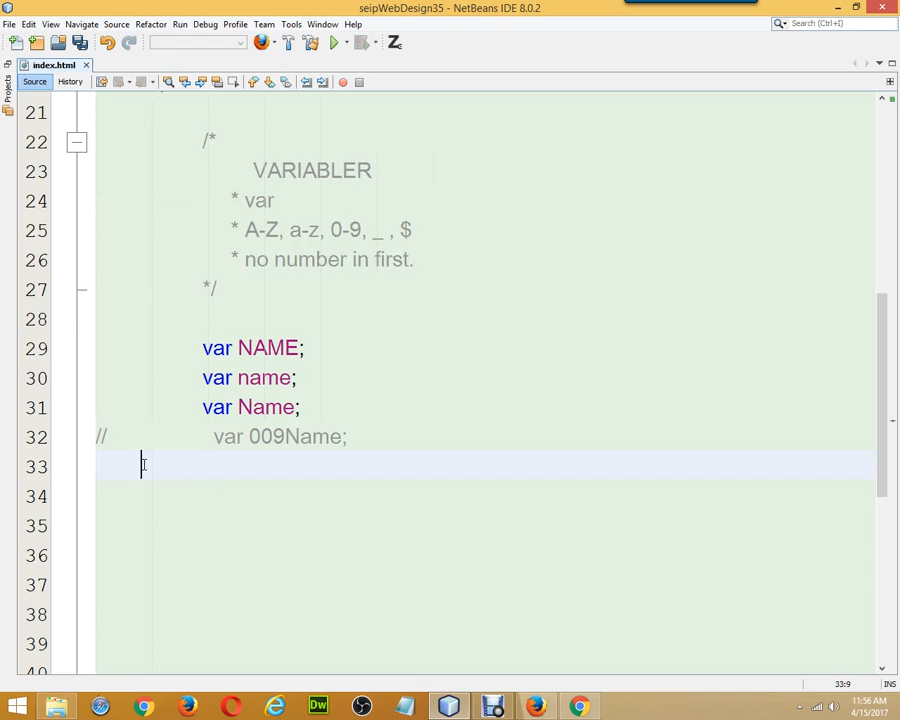 seipWebDesign35 - NetBeans IDE 8.0.2
File Edit View Navigate Source Refactor Run Debug Profile Team Tools Window Help
Search (Ctrl+I)
index.html
Source History
Projects
21
22 /*
23 VARIABLER
24 * var
25 * A-Z, a-z, 0-9, _ , $
26 * no number in first.
27 */
28
29 var NAME;
30 var name;
31 var Name;
32 // var 009Name;
33
34
35
36
37
38
39
40
33:9 INS
Dw
11:56 AM
4/15/2017